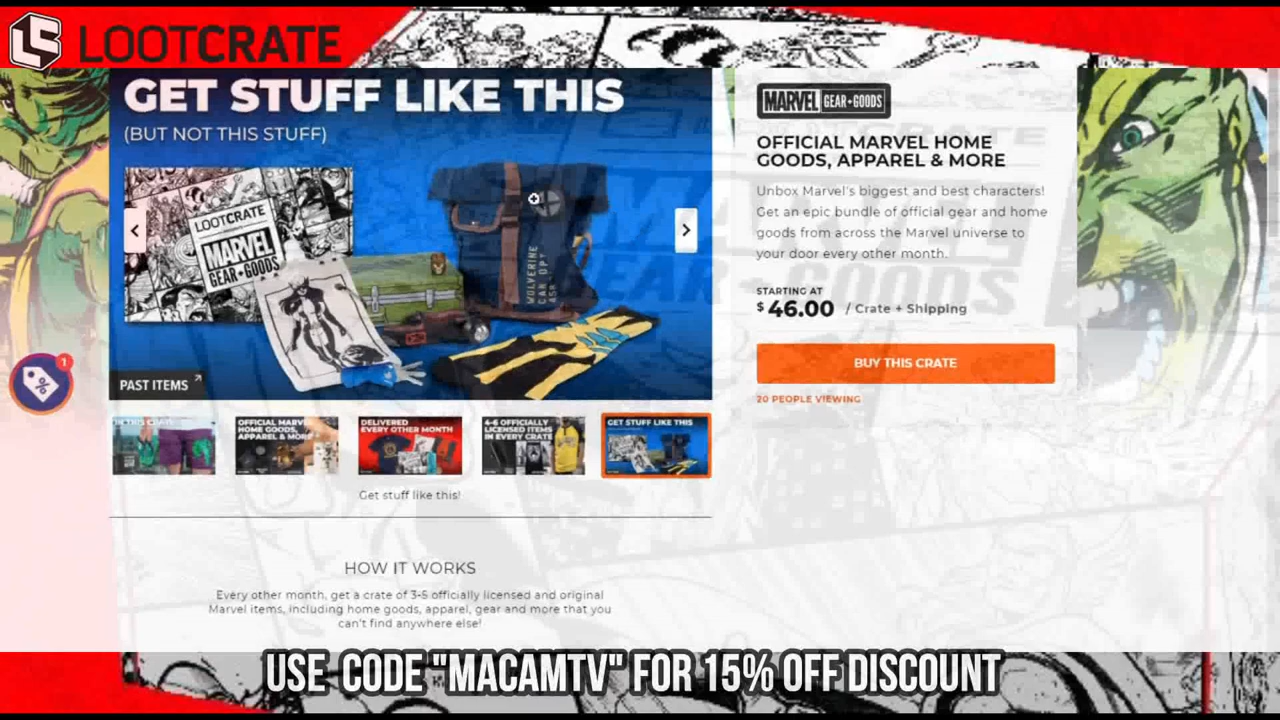 LOOTCRATE
GET STUFF LIKE THIS
(BUT NOT THIS STUFF)
LOOTCRATE
MARVEL
GEAR+GOODS
WOLVERINE
PAST ITEMS
OFFICIAL MARVEL
HOME GOODS,
APPAREL & MORE
DELIVERED
EVERY OTHER MONTH
4-6 OFFICIALLY
LICENSED ITEMS
IN EVERY CRATE
GET STUFF LIKE THIS
Get stuff like this!
HOW IT WORKS
Every other month, get a crate of 3-5 officially licensed and original
Marvel items, including home goods, apparel, gear and more that you
can't find anywhere else!
MARVEL GEAR+GOODS
OFFICIAL MARVEL HOME
GOODS, APPAREL & MORE
Unbox Marvel's biggest and best characters!
Get an epic bundle of official gear and home
goods from across the Marvel universe to
your door every other month.
STARTING AT
$ 46.00 / Crate + Shipping
BUY THIS CRATE
20 PEOPLE VIEWING
1
%
USE CODE "MACAMTV" FOR 15% OFF DISCOUNT